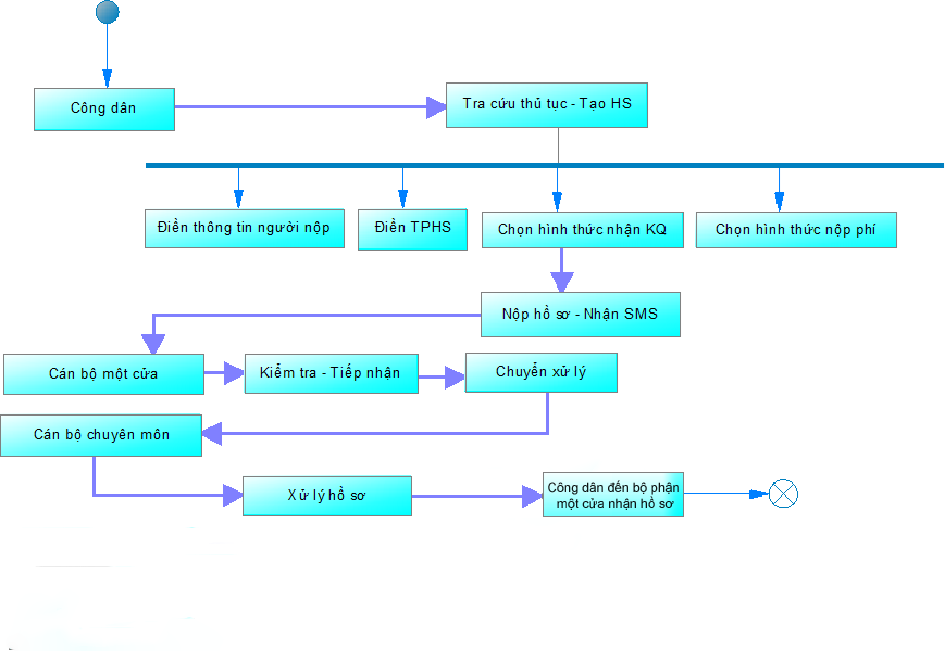 Công dân
Tra cứu thủ tục - Tạo HS
Điền thông tin người nộp
Điền TPHS
Chọn hình thức nhận KQ
Chọn hình thức nộp phí
Nộp hồ sơ - Nhận SMS
Cán bộ một cửa
Kiểm tra - Tiếp nhận
Chuyển xử lý
Cán bộ chuyên môn
Xử lý hồ sơ
Công dân đến bộ phận
một cửa nhận hồ sơ